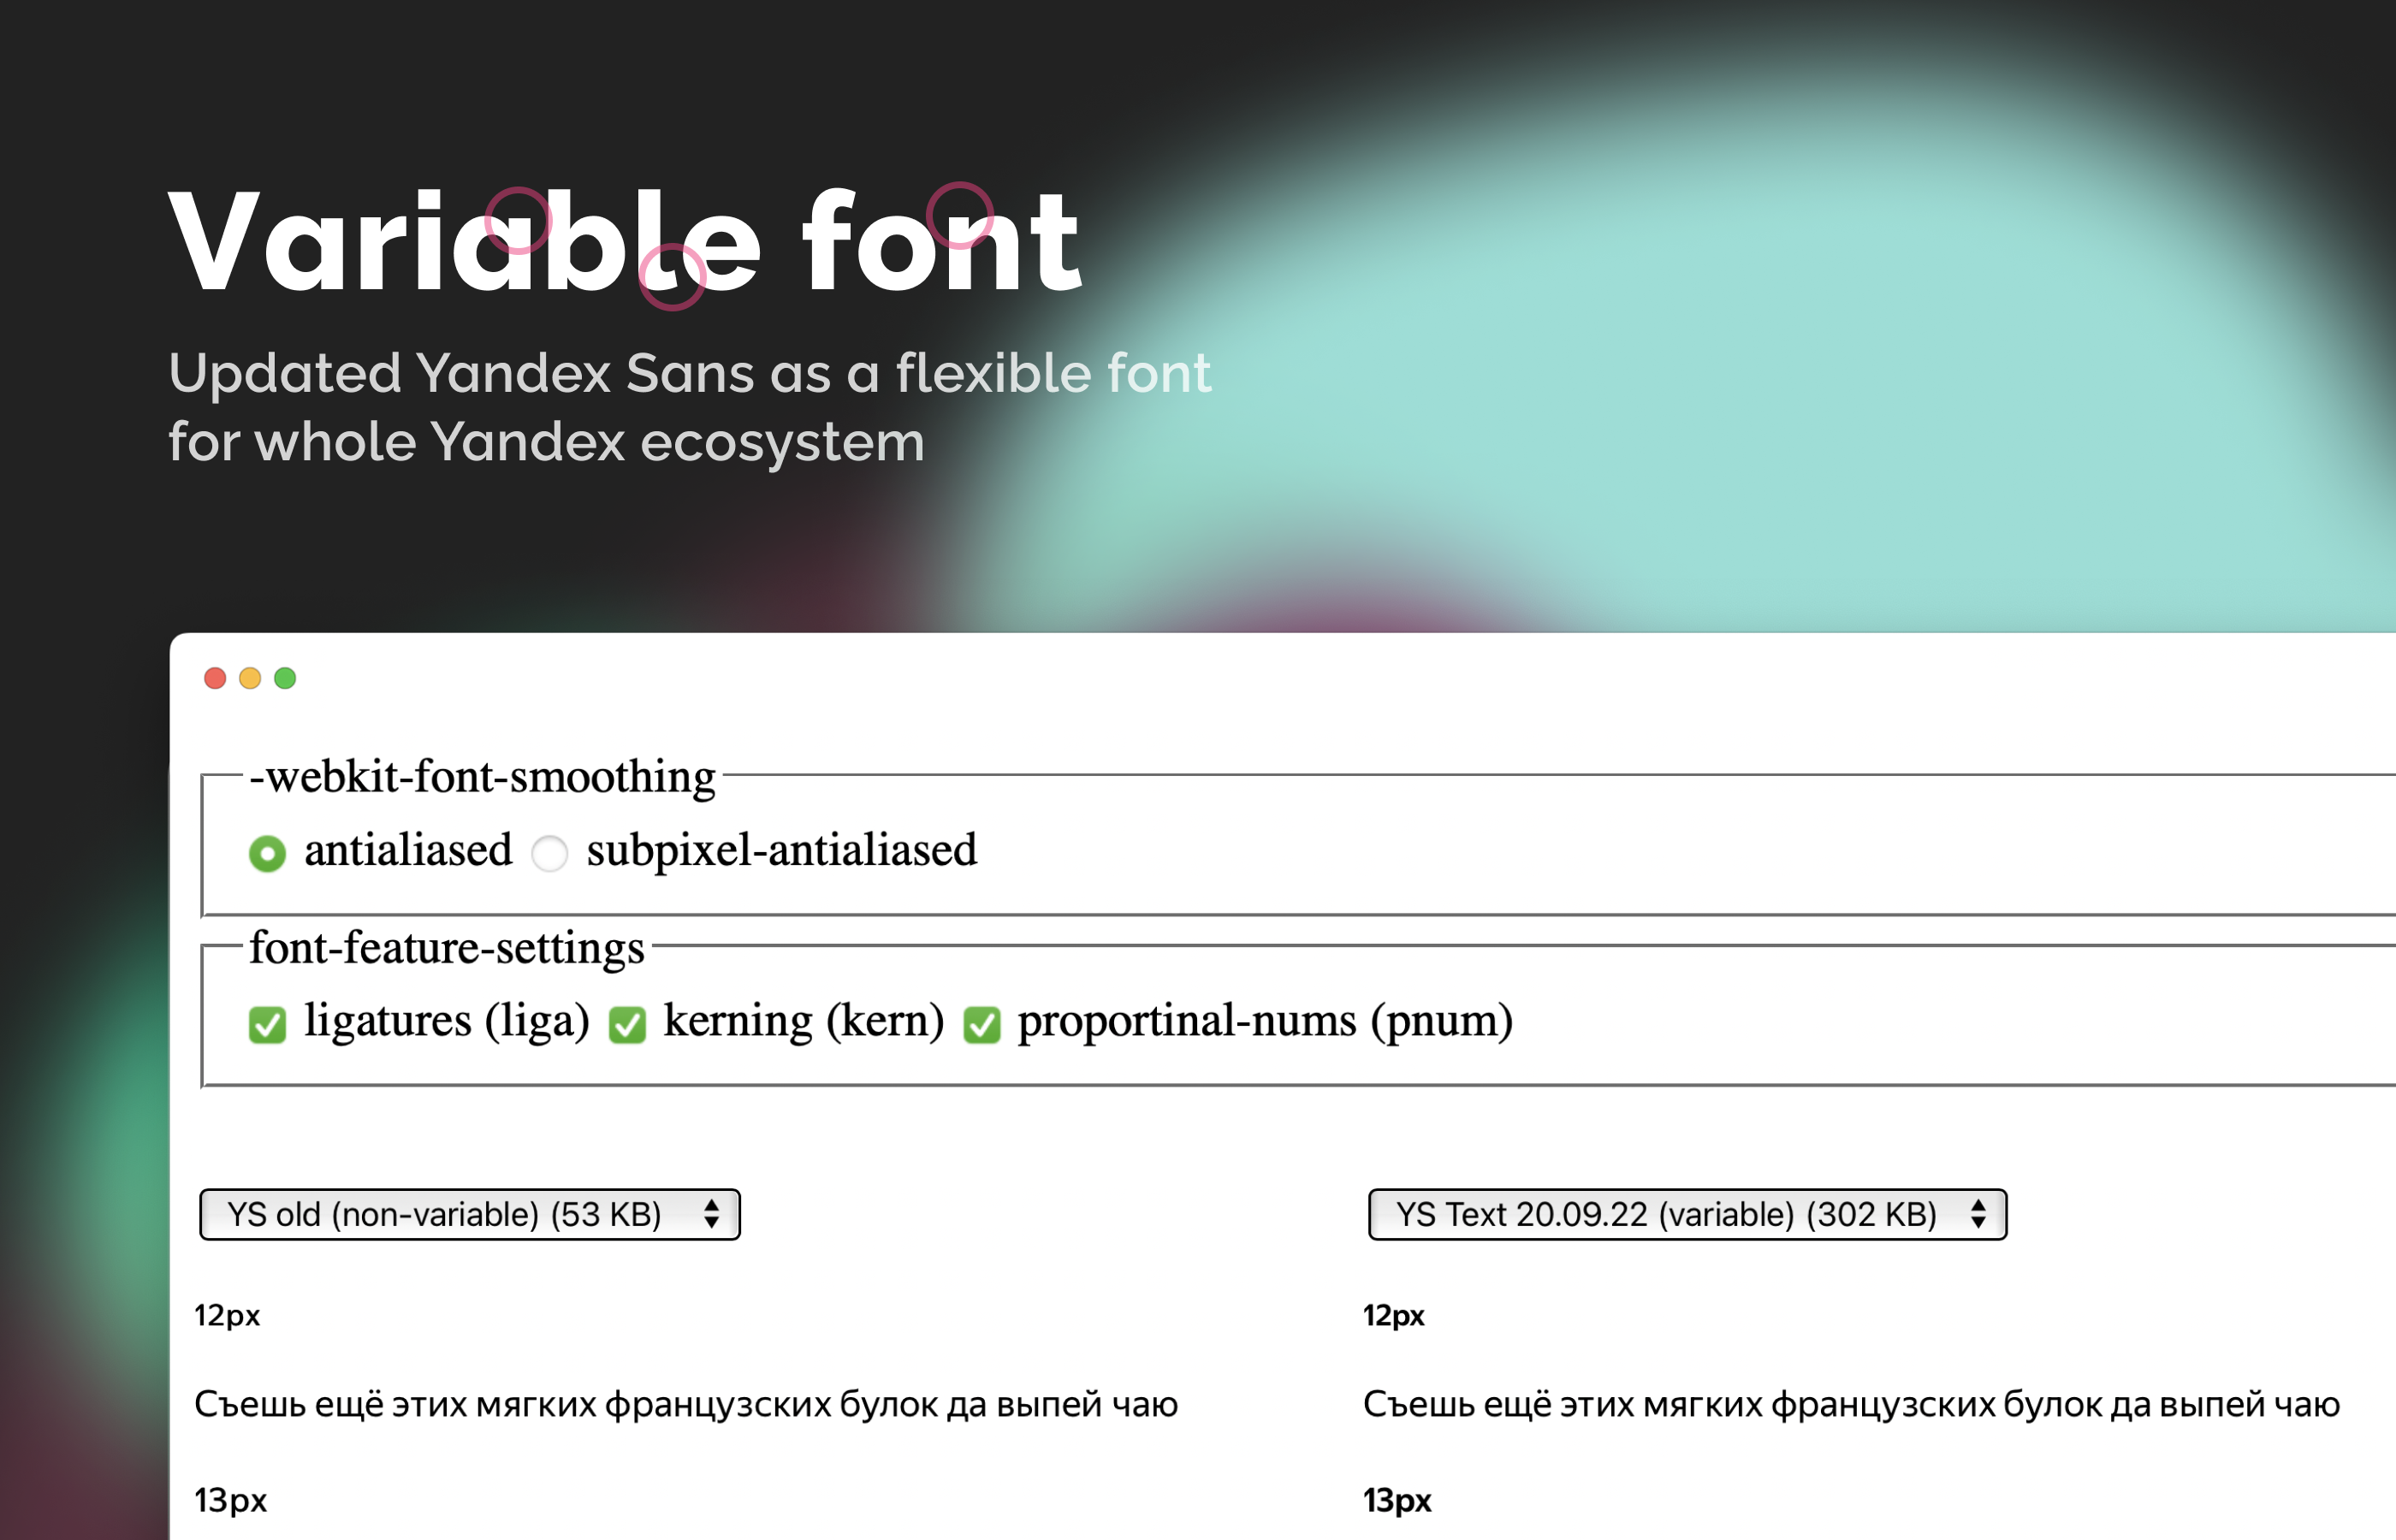 Variable font
Updated Yandex Sans as a flexible font
for whole Yandex ecosystem
-webkit-font-smoothing
antialiased subpixel-antialiased
font-feature-settings
ligatures (liga) kerning (kern) proportinal-nums (pnum)
YS old (non-variable) (53 KB)
YS Text 20.09.22 (variable) (302 KB)
12px
12px
Съешь ещё этих мягких французских булок да выпей чаю
Съешь ещё этих мягких французских булок да выпей чаю
13px
13px